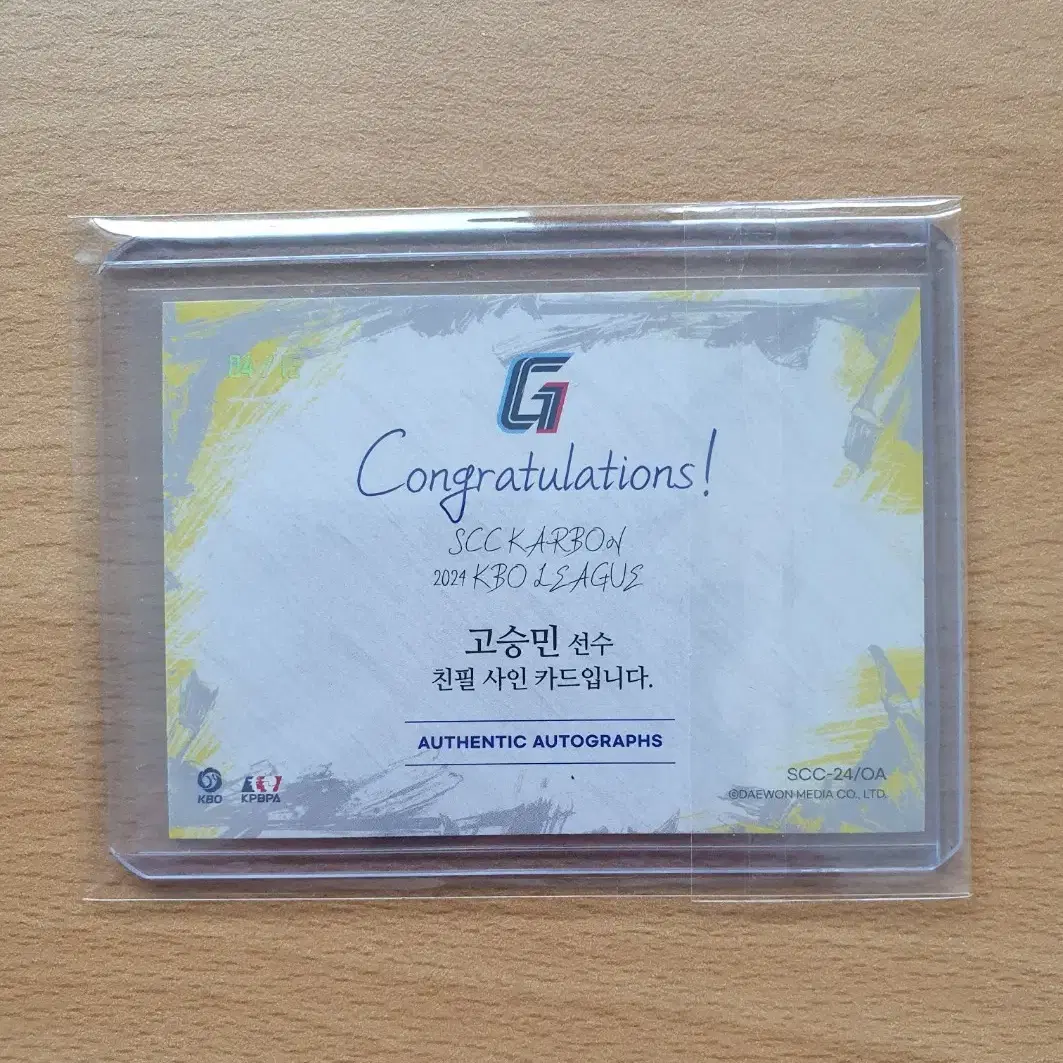 G
Congratulations!
SCC KARBON
2024 KBO LEAGUE
고승민 선수
친필 사인 카드입니다.
AUTHENTIC AUTOGRAPHS
KBO
KPBPA
SCC-24/OA
©DAEWON MEDIA CO., LTD.